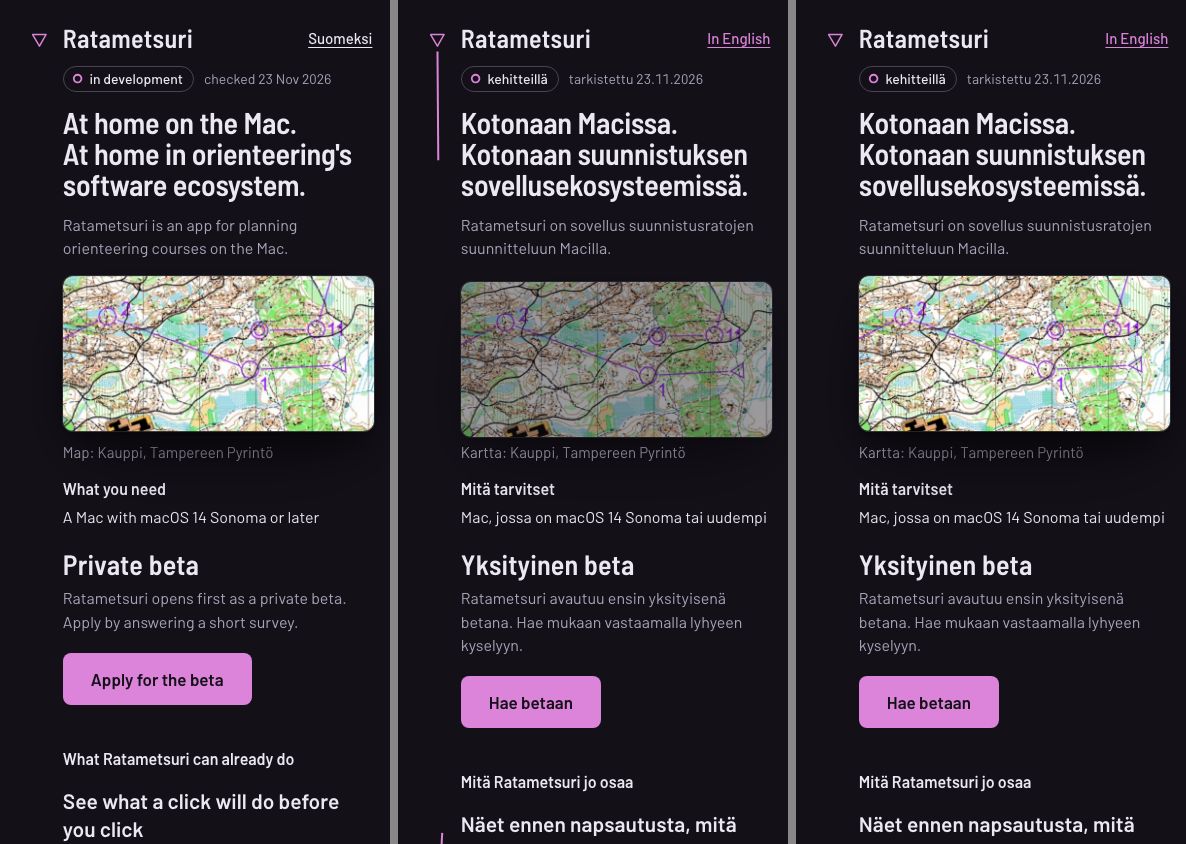 Ratametsuri
Suomeksi
in development
checked 23 Nov 2026
At home on the Mac.
At home in orienteering's
software ecosystem.
Ratametsuri is an app for planning
orienteering courses on the Mac.
2
11
1
Map: Kauppi, Tampereen Pyrintö
What you need
A Mac with macOS 14 Sonoma or later
Private beta
Ratametsuri opens first as a private beta.
Apply by answering a short survey.
Apply for the beta
What Ratametsuri can already do
See what a click will do before
you click
Ratametsuri
In English
kehitteillä
tarkistettu 23.11.2026
Kotonaan Macissa.
Kotonaan suunnistuksen
sovellusekosysteemissä.
Ratametsuri on sovellus suunnistusratojen
suunnitteluun Macilla.
2
11
1
Kartta: Kauppi, Tampereen Pyrintö
Mitä tarvitset
Mac, jossa on macOS 14 Sonoma tai uudempi
Yksityinen beta
Ratametsuri avautuu ensin yksityisenä
betana. Hae mukaan vastaamalla lyhyeen
kyselyyn.
Hae betaan
Mitä Ratametsuri jo osaa
Näet ennen napsautusta, mitä
Ratametsuri
In English
kehitteillä
tarkistettu 23.11.2026
Kotonaan Macissa.
Kotonaan suunnistuksen
sovellusekosysteemissä.
Ratametsuri on sovellus suunnistusratojen
suunnitteluun Macilla.
2
11
1
Kartta: Kauppi, Tampereen Pyrintö
Mitä tarvitset
Mac, jossa on macOS 14 Sonoma tai uudempi
Yksityinen beta
Ratametsuri avautuu ensin yksityisenä
betana. Hae mukaan vastaamalla lyhyeen
kyselyyn.
Hae betaan
Mitä Ratametsuri jo osaa
Näet ennen napsautusta, mitä